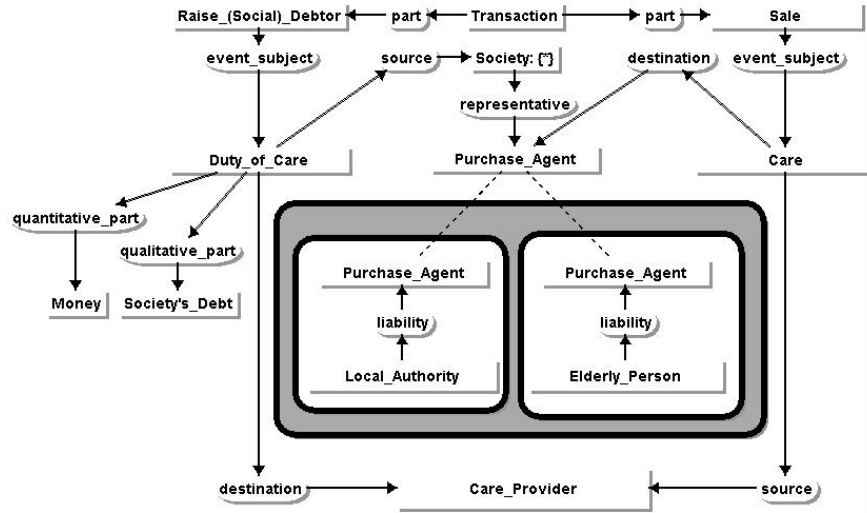 Raise_(Social)_Debtor part Transaction part Sale
event_subject source Society: {*} destination event_subject
representative
Duty_of_Care Purchase_Agent Care
quantitative_part
qualitative_part
Purchase_Agent Purchase_Agent
Money Society's_Debt
liability liability
Local_Authority Elderly_Person
destination Care_Provider source